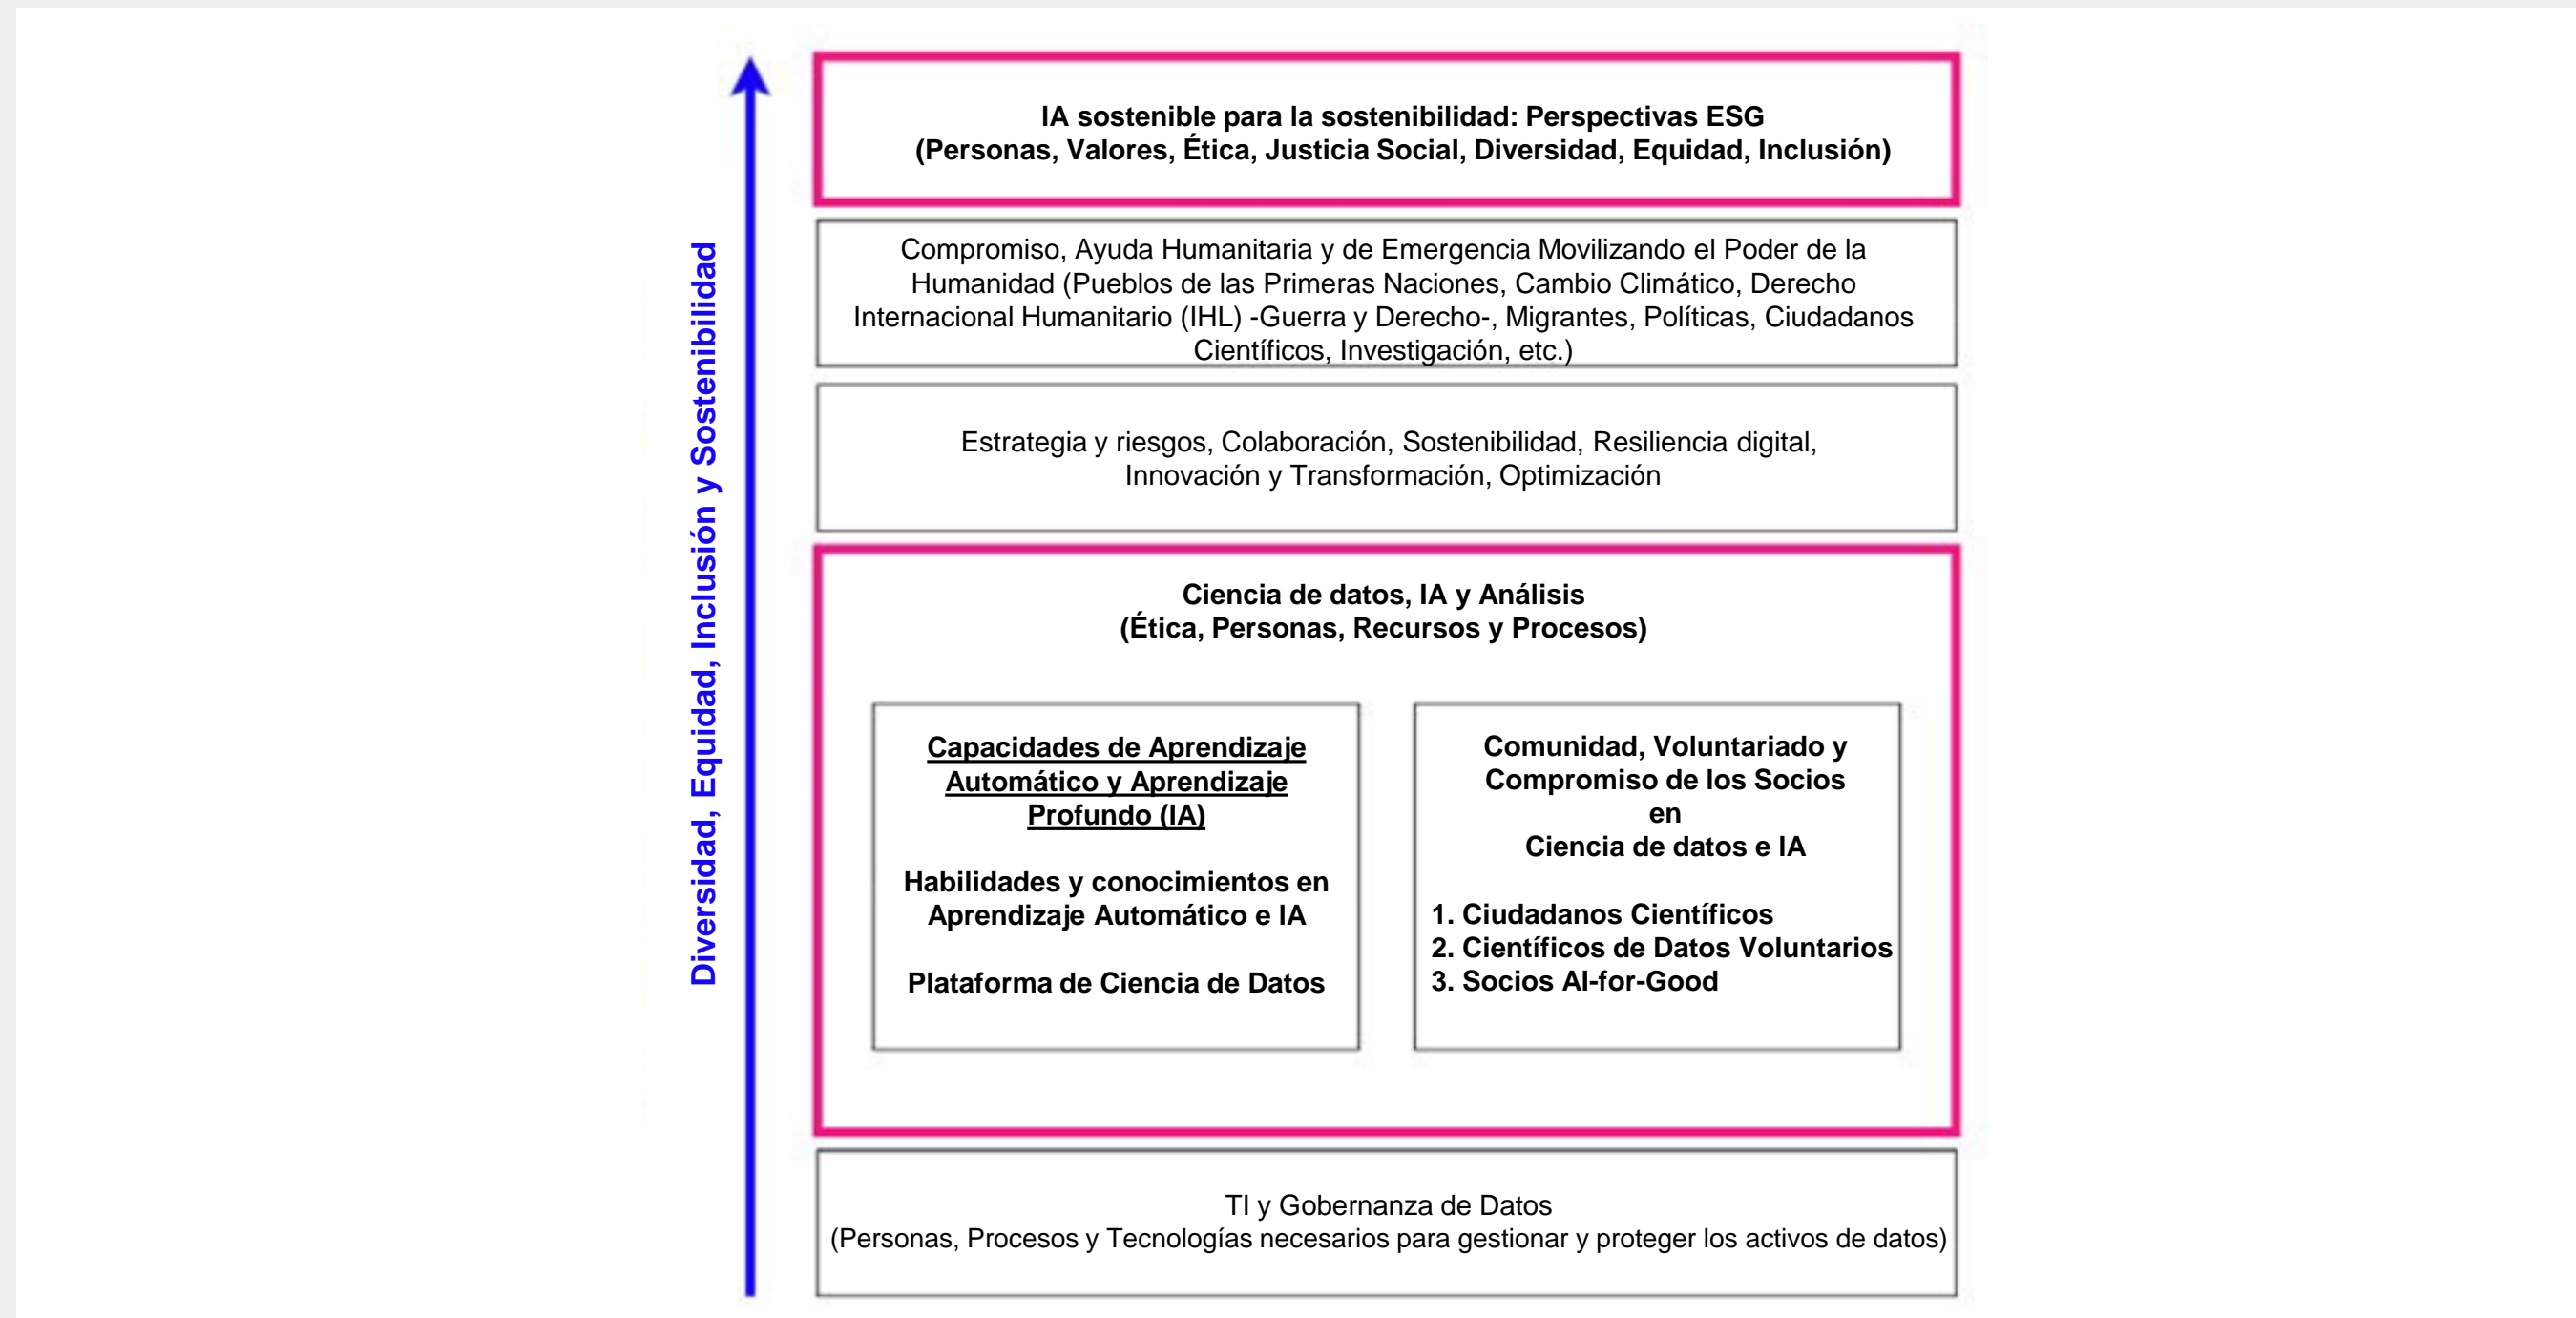 Diversidad, Equidad, Inclusión y Sostenibilidad
IA sostenible para la sostenibilidad: Perspectivas ESG
(Personas, Valores, Ética, Justicia Social, Diversidad, Equidad, Inclusión)
Compromiso, Ayuda Humanitaria y de Emergencia Movilizando el Poder de la
Humanidad (Pueblos de las Primeras Naciones, Cambio Climático, Derecho
Internacional Humanitario (IHL) -Guerra y Derecho-, Migrantes, Políticas, Ciudadanos
Científicos, Investigación, etc.)
Estrategia y riesgos, Colaboración, Sostenibilidad, Resiliencia digital,
Innovación y Transformación, Optimización
Ciencia de datos, IA y Análisis
(Ética, Personas, Recursos y Procesos)
Capacidades de Aprendizaje
Automático y Aprendizaje
Profundo (IA)
Habilidades y conocimientos en
Aprendizaje Automático e IA
Plataforma de Ciencia de Datos
Comunidad, Voluntariado y
Compromiso de los Socios
en
Ciencia de datos e IA
1. Ciudadanos Científicos
2. Científicos de Datos Voluntarios
3. Socios AI-for-Good
TI y Gobernanza de Datos
(Personas, Procesos y Tecnologías necesarios para gestionar y proteger los activos de datos)